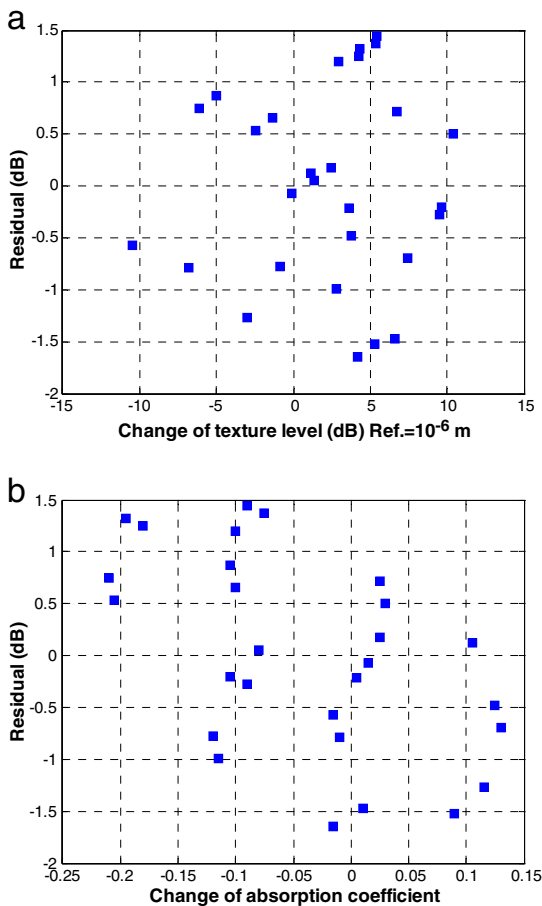 a
1.5
1
0.5
0
-0.5
-1
-1.5
-2
Residual (dB)
-15 -10 -5 0 5 10 15
Change of texture level (dB) Ref.=10⁻⁶ m
b
1.5
1
0.5
0
-0.5
-1
-1.5
-2
Residual (dB)
-0.25 -0.2 -0.15 -0.1 -0.05 0 0.05 0.1 0.15
Change of absorption coefficient